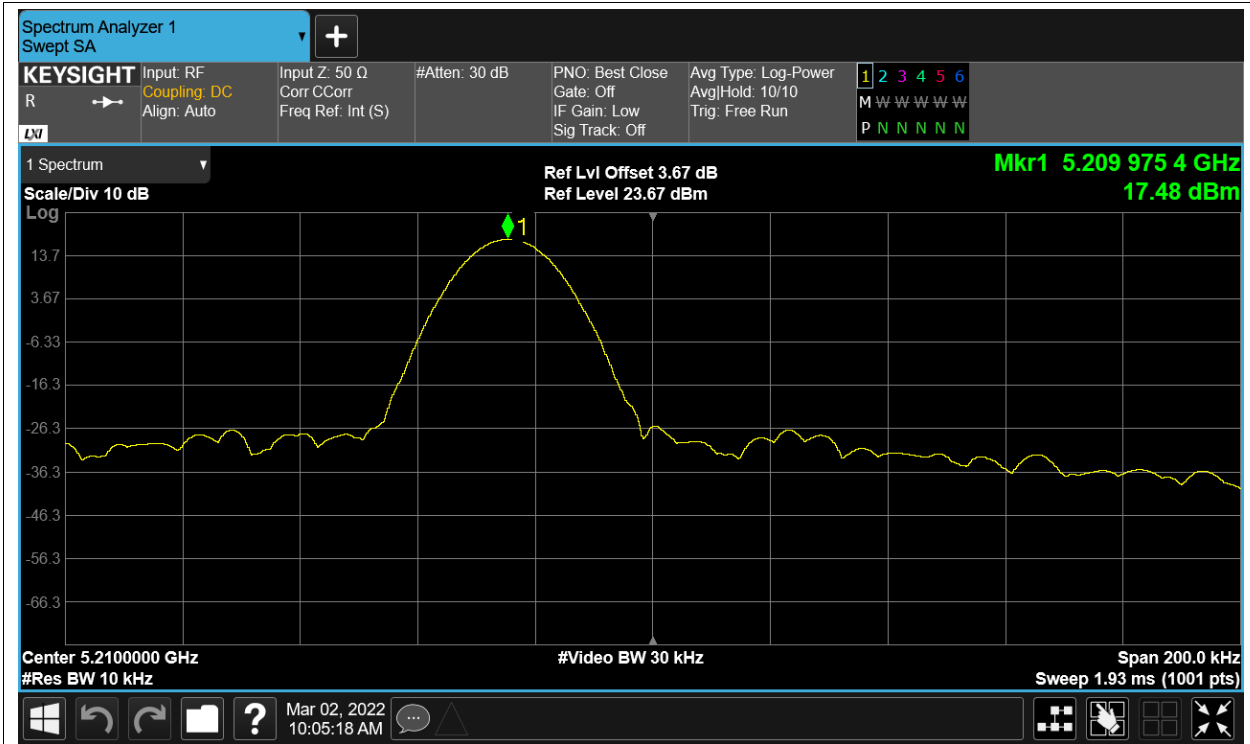 Spectrum Analyzer 1
Swept SA
KEYSIGHT
R
LXI
Input: RF
Coupling: DC
Align: Auto
Input Z: 50 Ω
Corr CCorr
Freq Ref: Int (S)
#Atten: 30 dB
PNO: Best Close
Gate: Off
IF Gain: Low
Sig Track: Off
Avg Type: Log-Power
Avg|Hold: 10/10
Trig: Free Run
1 2 3 4 5 6
M W W W W W
P N N N N N
1 Spectrum
Scale/Div 10 dB
Log
Ref Lvl Offset 3.67 dB
Ref Level 23.67 dBm
Mkr1 5.209 975 4 GHz
17.48 dBm
1
13.7
3.67
-6.33
-16.3
-26.3
-36.3
-46.3
-56.3
-66.3
Center 5.2100000 GHz
#Res BW 10 kHz
#Video BW 30 kHz
Span 200.0 kHz
Sweep 1.93 ms (1001 pts)
?
Mar 02, 2022
10:05:18 AM